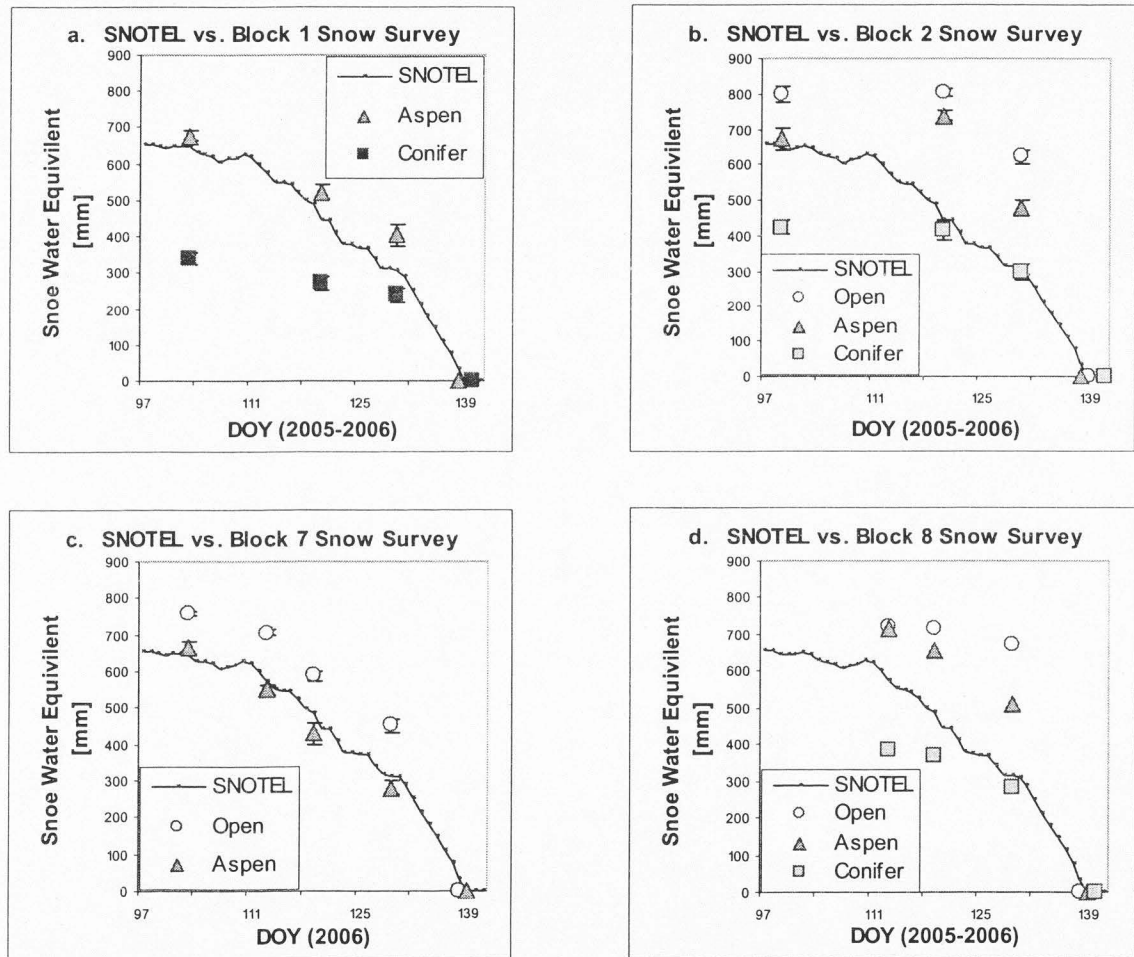 a. SNOTEL vs. Block 1 Snow Survey
Snoe Water Equivilent
[mm]
900
800
700
600
500
400
300
200
100
0
SNOTEL
Aspen
Conifer
97
111
125
139
DOY (2005-2006)
b. SNOTEL vs. Block 2 Snow Survey
Snoe Water Equivilent
[mm]
900
800
700
600
500
400
300
200
100
0
SNOTEL
Open
Aspen
Conifer
97
111
125
139
DOY (2005-2006)
c. SNOTEL vs. Block 7 Snow Survey
Snoe Water Equivilent
[mm]
900
800
700
600
500
400
300
200
100
0
SNOTEL
Open
Aspen
97
111
125
139
DOY (2006)
d. SNOTEL vs. Block 8 Snow Survey
Snoe Water Equivilent
[mm]
900
800
700
600
500
400
300
200
100
0
SNOTEL
Open
Aspen
Conifer
97
111
125
139
DOY (2005-2006)